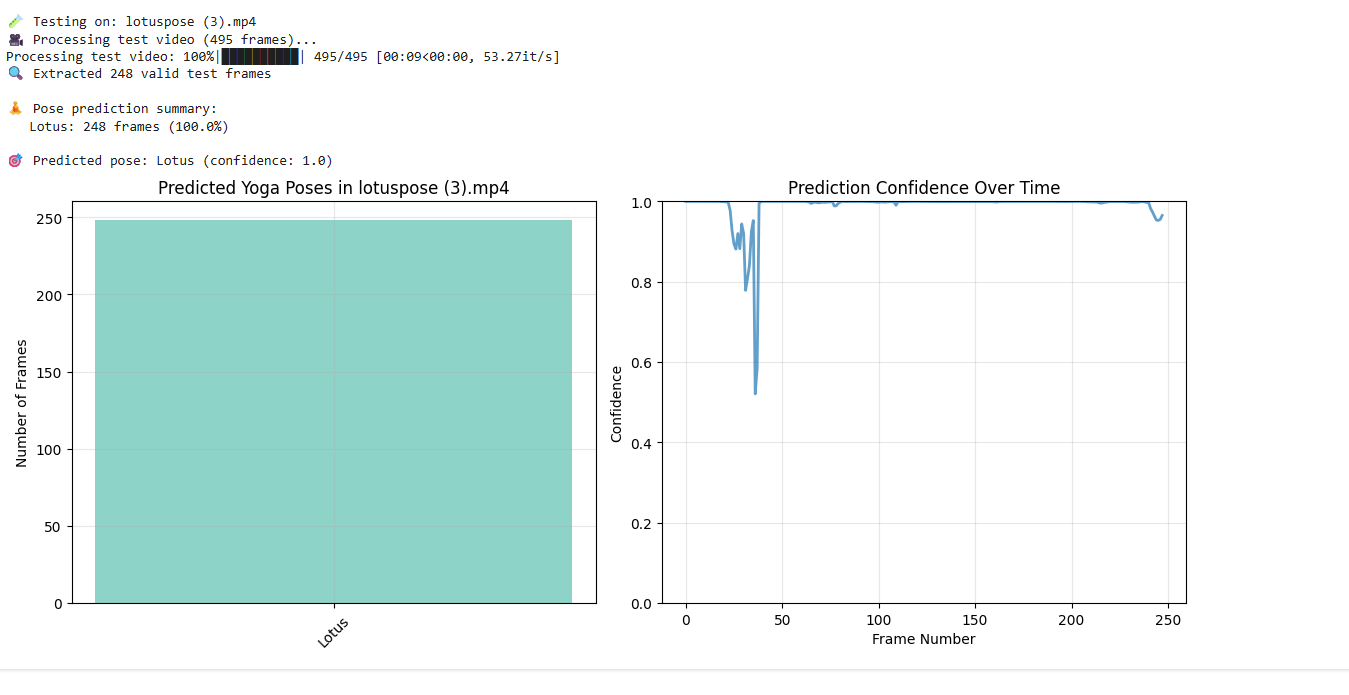 🧪 Testing on: lotuspose (3).mp4
🎥 Processing test video (495 frames)...
Processing test video: 100%|██████████| 495/495 [00:09<00:00, 53.27it/s]
🔍 Extracted 248 valid test frames
🧘 Pose prediction summary:
Lotus: 248 frames (100.0%)
🎯 Predicted pose: Lotus (confidence: 1.0)
Predicted Yoga Poses in lotuspose (3).mp4
Number of Frames
250
200
150
100
50
0
Lotus
Prediction Confidence Over Time
Confidence
1.0
0.8
0.6
0.4
0.2
0.0
0 50 100 150 200 250
Frame Number